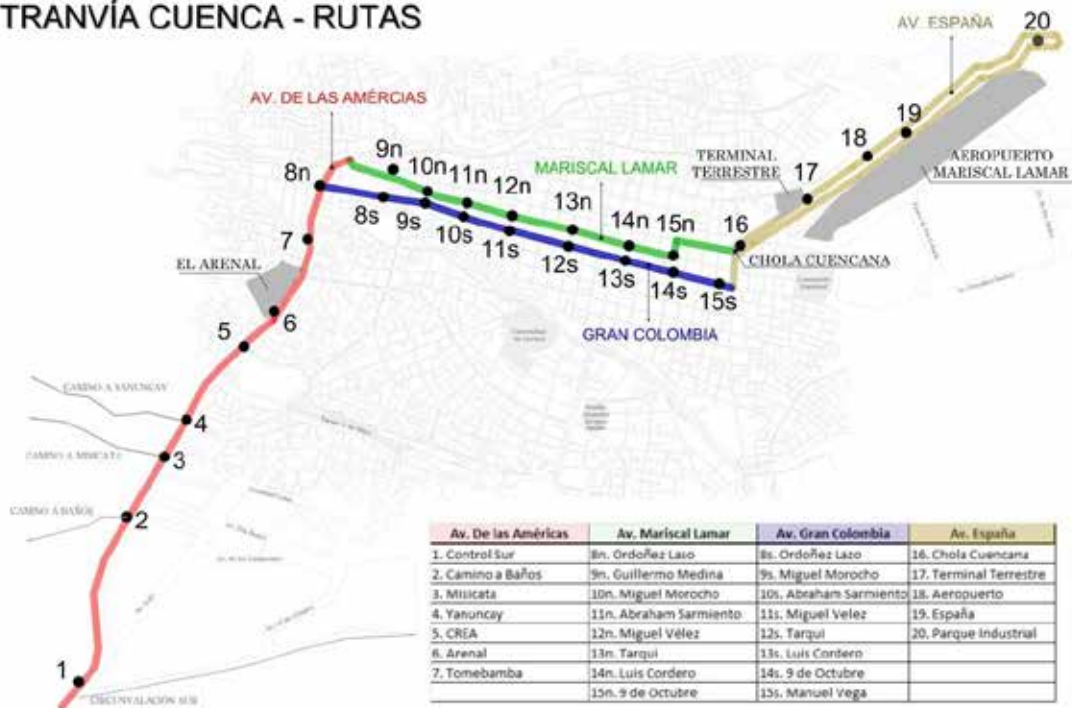 TRANVÍA CUENCA - RUTAS
AV. ESPAÑA
20
AV. DE LAS AMÉRCIAS
19
9n
18
MARISCAL LAMAR
TERMINAL
TERRESTRE
AEROPUERTO
MARISCAL LAMAR
8n
10n
11n
12n
17
13n
14n
15n
16
8s
9s
10s
11s
12s
13s
14s
15s
CHOLA CUENCANA
7
EL ARENAL
6
GRAN COLOMBIA
5
CAMINO A YANUNCAY
4
CAMINO A MISICATA
3
CAMINO A BAÑOS
2
1
CIRCUNVALACIÓN SUR
Av. De las Américas | Av. Mariscal Lamar | Av. Gran Colombia | Av. España
1. Control Sur | 8n. Ordoñez Laso | 8s. Ordoñez Lazo | 16. Chola Cuencana
2. Camino a Baños | 9n. Guillermo Medina | 9s. Miguel Morocho | 17. Terminal Terrestre
3. Misicata | 10n. Miguel Morocho | 10s. Abraham Sarmiento | 18. Aeropuerto
4. Yanuncay | 11n. Abraham Sarmiento | 11s. Miguel Velez | 19. España
5. CREA | 12n. Miguel Vélez | 12s. Tarqui | 20. Parque Industrial
6. Arenal | 13n. Tarqui | 13s. Luis Cordero
7. Tomebamba | 14n. Luis Cordero | 14s. 9 de Octubre
15n. 9 de Octubre | 15s. Manuel Vega